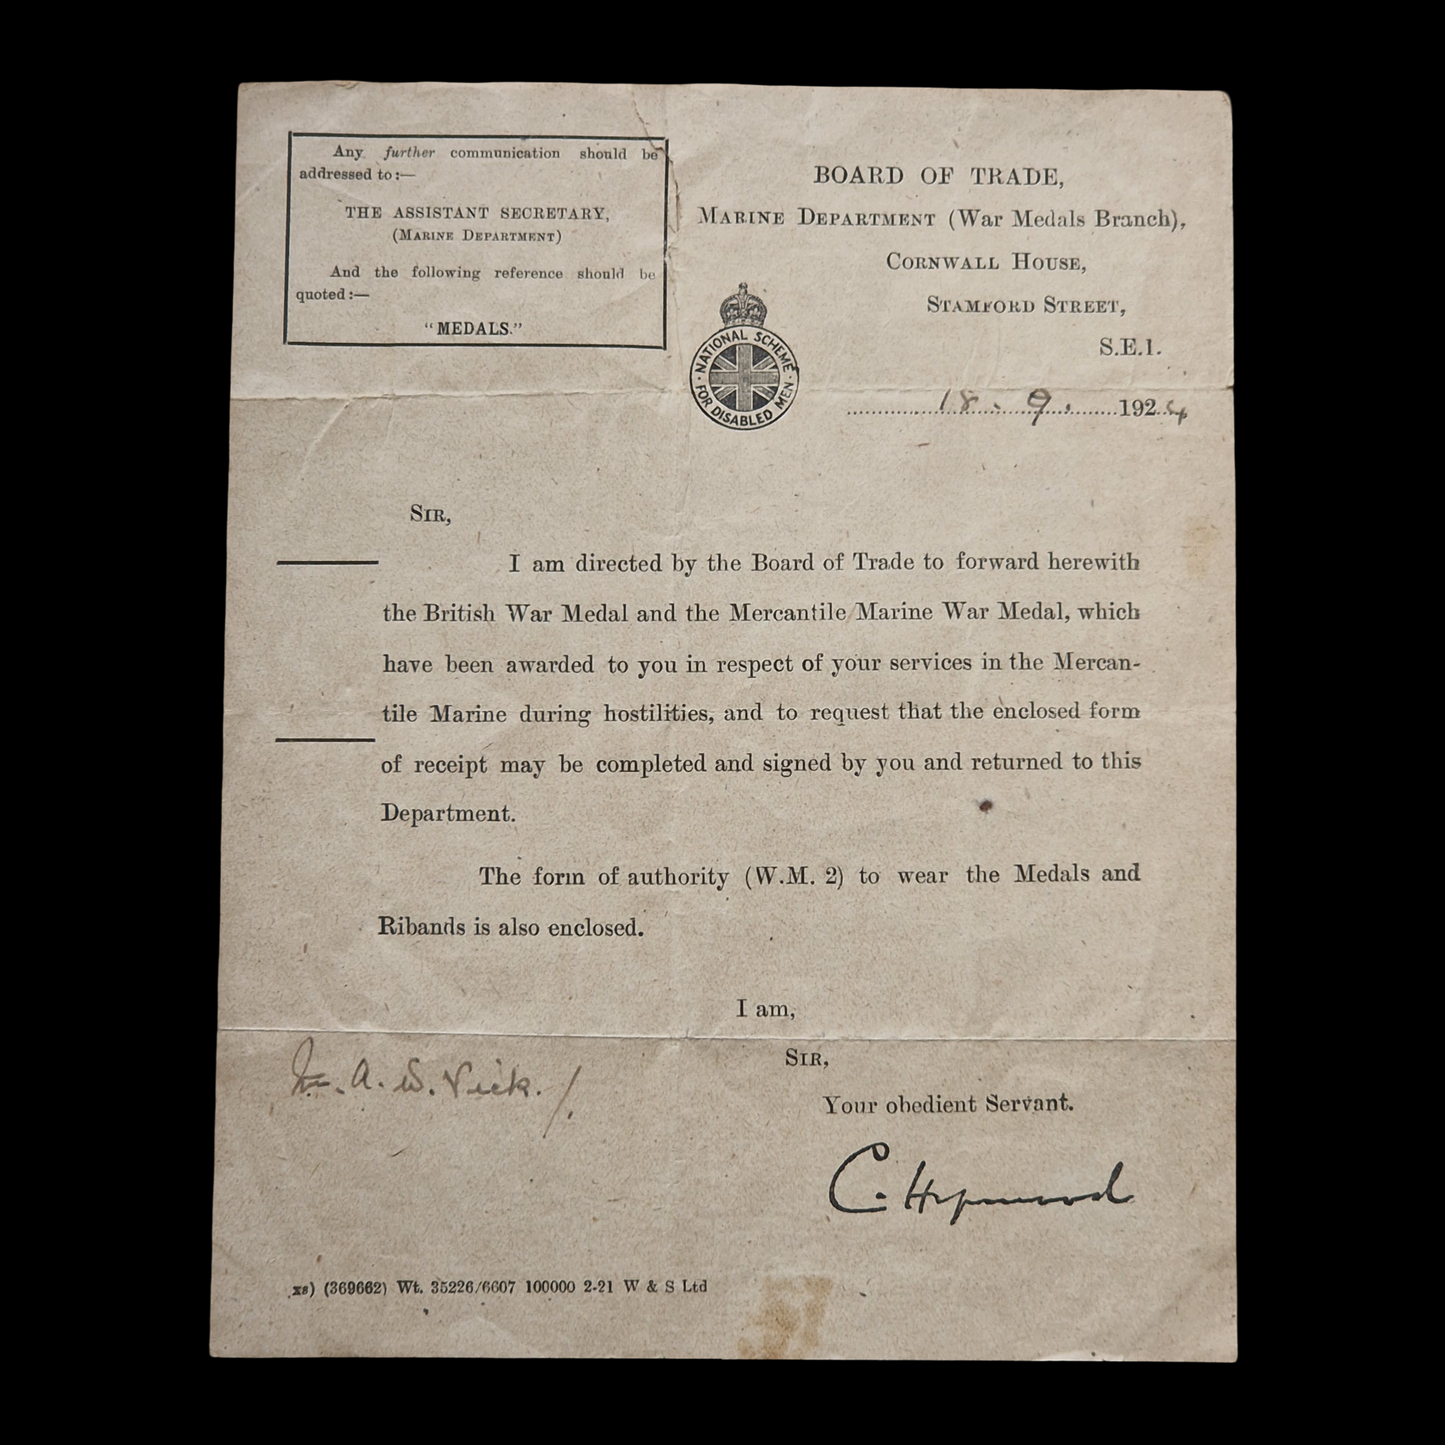 Any further communication should be
addressed to :—
THE ASSISTANT SECRETARY,
(MARINE DEPARTMENT)
And the following reference should be
quoted :—
"MEDALS."
BOARD OF TRADE,
MARINE DEPARTMENT (War Medals Branch),
CORNWALL HOUSE,
STAMFORD STREET,
S.E.1.
NATIONAL SCHEME
FOR DISABLED MEN
18.9.1924
SIR,
I am directed by the Board of Trade to forward herewith
the British War Medal and the Mercantile Marine War Medal, which
have been awarded to you in respect of your services in the Mercan-
tile Marine during hostilities, and to request that the enclosed form
of receipt may be completed and signed by you and returned to this
Department.
The form of authority (W.M. 2) to wear the Medals and
Ribands is also enclosed.
I am,
SIR,
Your obedient Servant.
Mr. A. W. Vick. /.
C.
xs) (369662) Wt. 35226/6607 100000 2-21 W & S Ltd